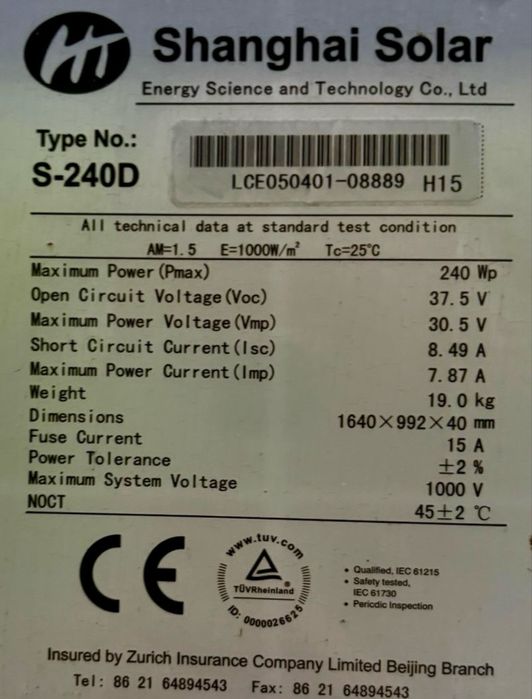 HT
Shanghai Solar
Energy Science and Technology Co., Ltd
Type No.:
S-240D
LCE050401-08889 H15
All technical data at standard test condition
AM=1.5 E=1000W/m² Tc=25℃
Maximum Power(Pmax) 240 Wp
Open Circuit Voltage(Voc) 37.5 V
Maximum Power Voltage(Vmp) 30.5 V
Short Circuit Current(Isc) 8.49 A
Maximum Power Current(Imp) 7.87 A
Weight 19.0 kg
Dimensions 1640×992×40 mm
Fuse Current 15 A
Power Tolerance ±2 %
Maximum System Voltage 1000 V
NOCT 45±2 ℃
CE
www.tuv.com
TÜVRheinland®
ID: 0000026625
• Qualified, IEC 61215
• Safety tested,
IEC 61730
• Periodic Inspection
Insured by Zurich Insurance Company Limited Beijing Branch
Tel: 86 21 64894543 Fax: 86 21 64894543